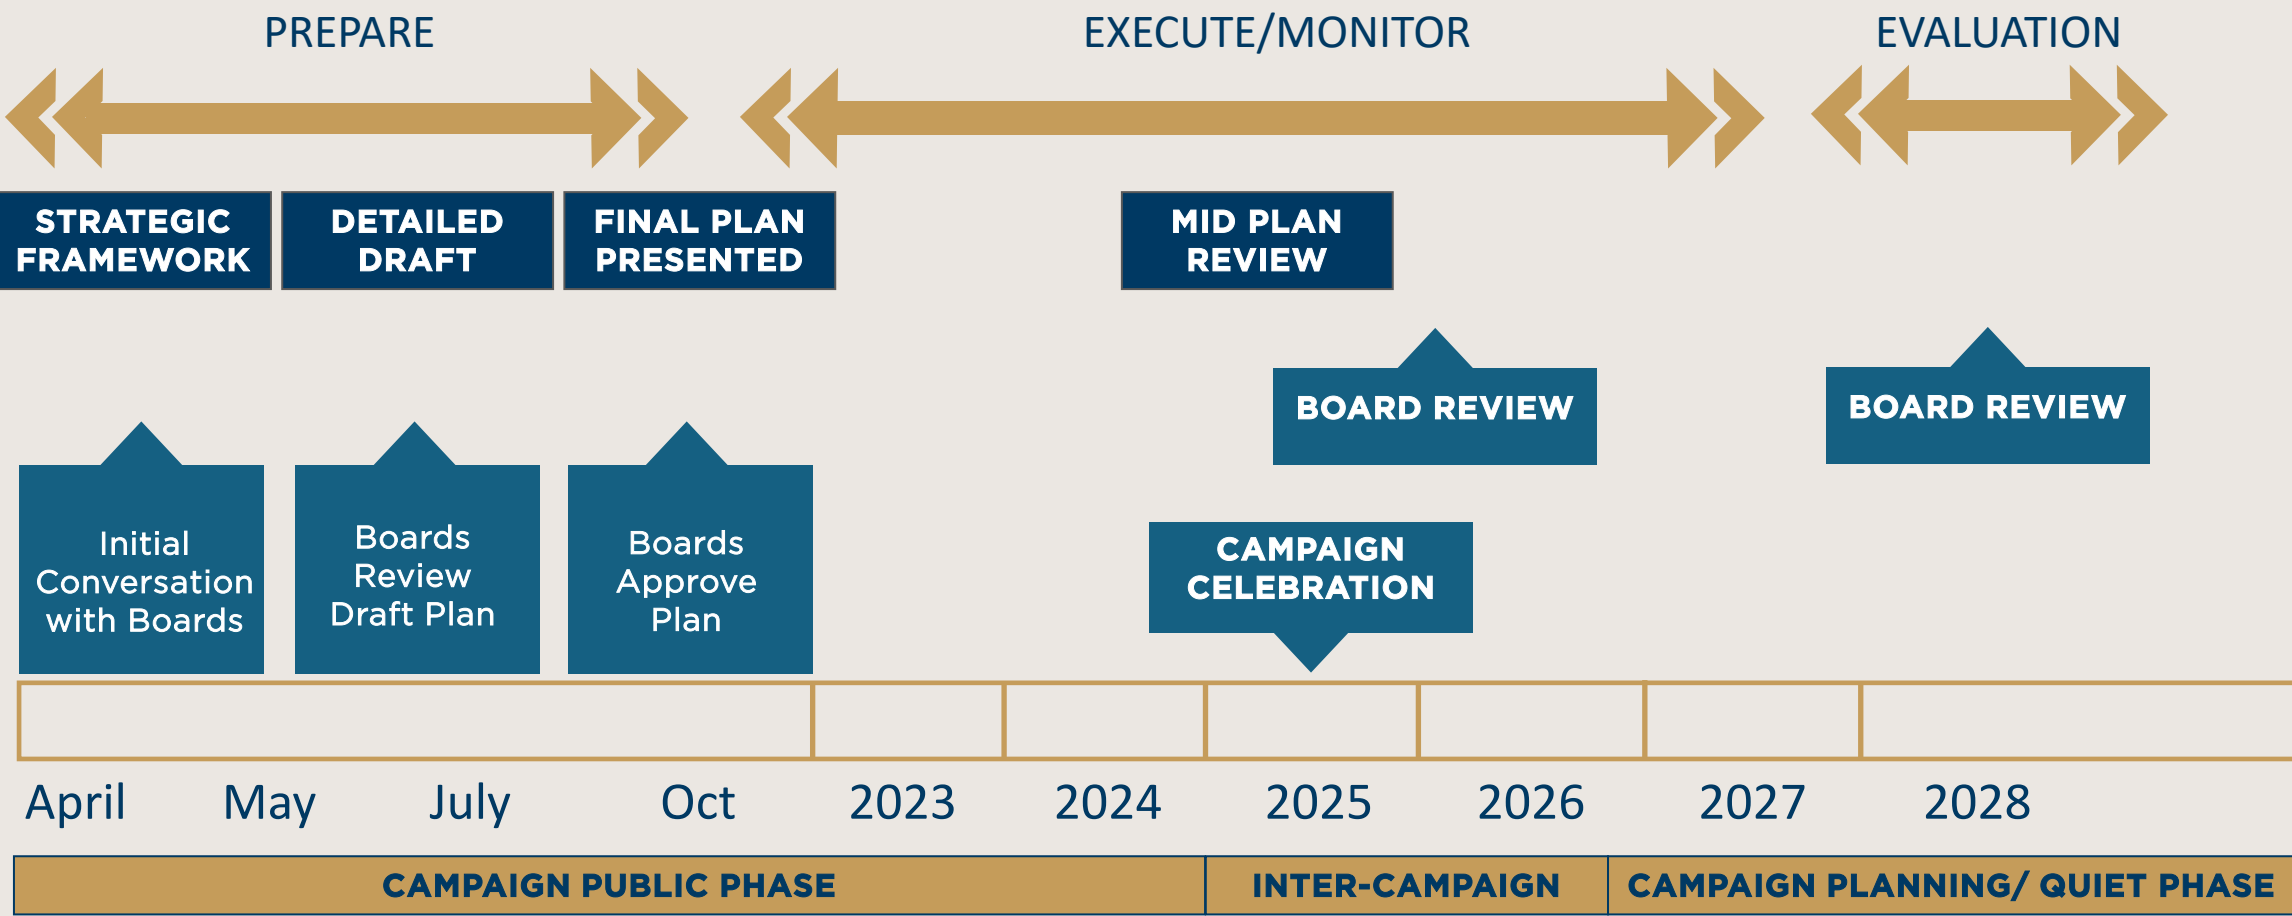 PREPARE
EXECUTE/MONITOR
EVALUATION
STRATEGIC
FRAMEWORK
DETAILED
DRAFT
FINAL PLAN
PRESENTED
MID PLAN
REVIEW
BOARD REVIEW
BOARD REVIEW
Initial
Conversation
with Boards
Boards
Review
Draft Plan
Boards
Approve
Plan
CAMPAIGN
CELEBRATION
April
May
July
Oct
2023
2024
2025
2026
2027
2028
CAMPAIGN PUBLIC PHASE
INTER-CAMPAIGN
CAMPAIGN PLANNING/ QUIET PHASE